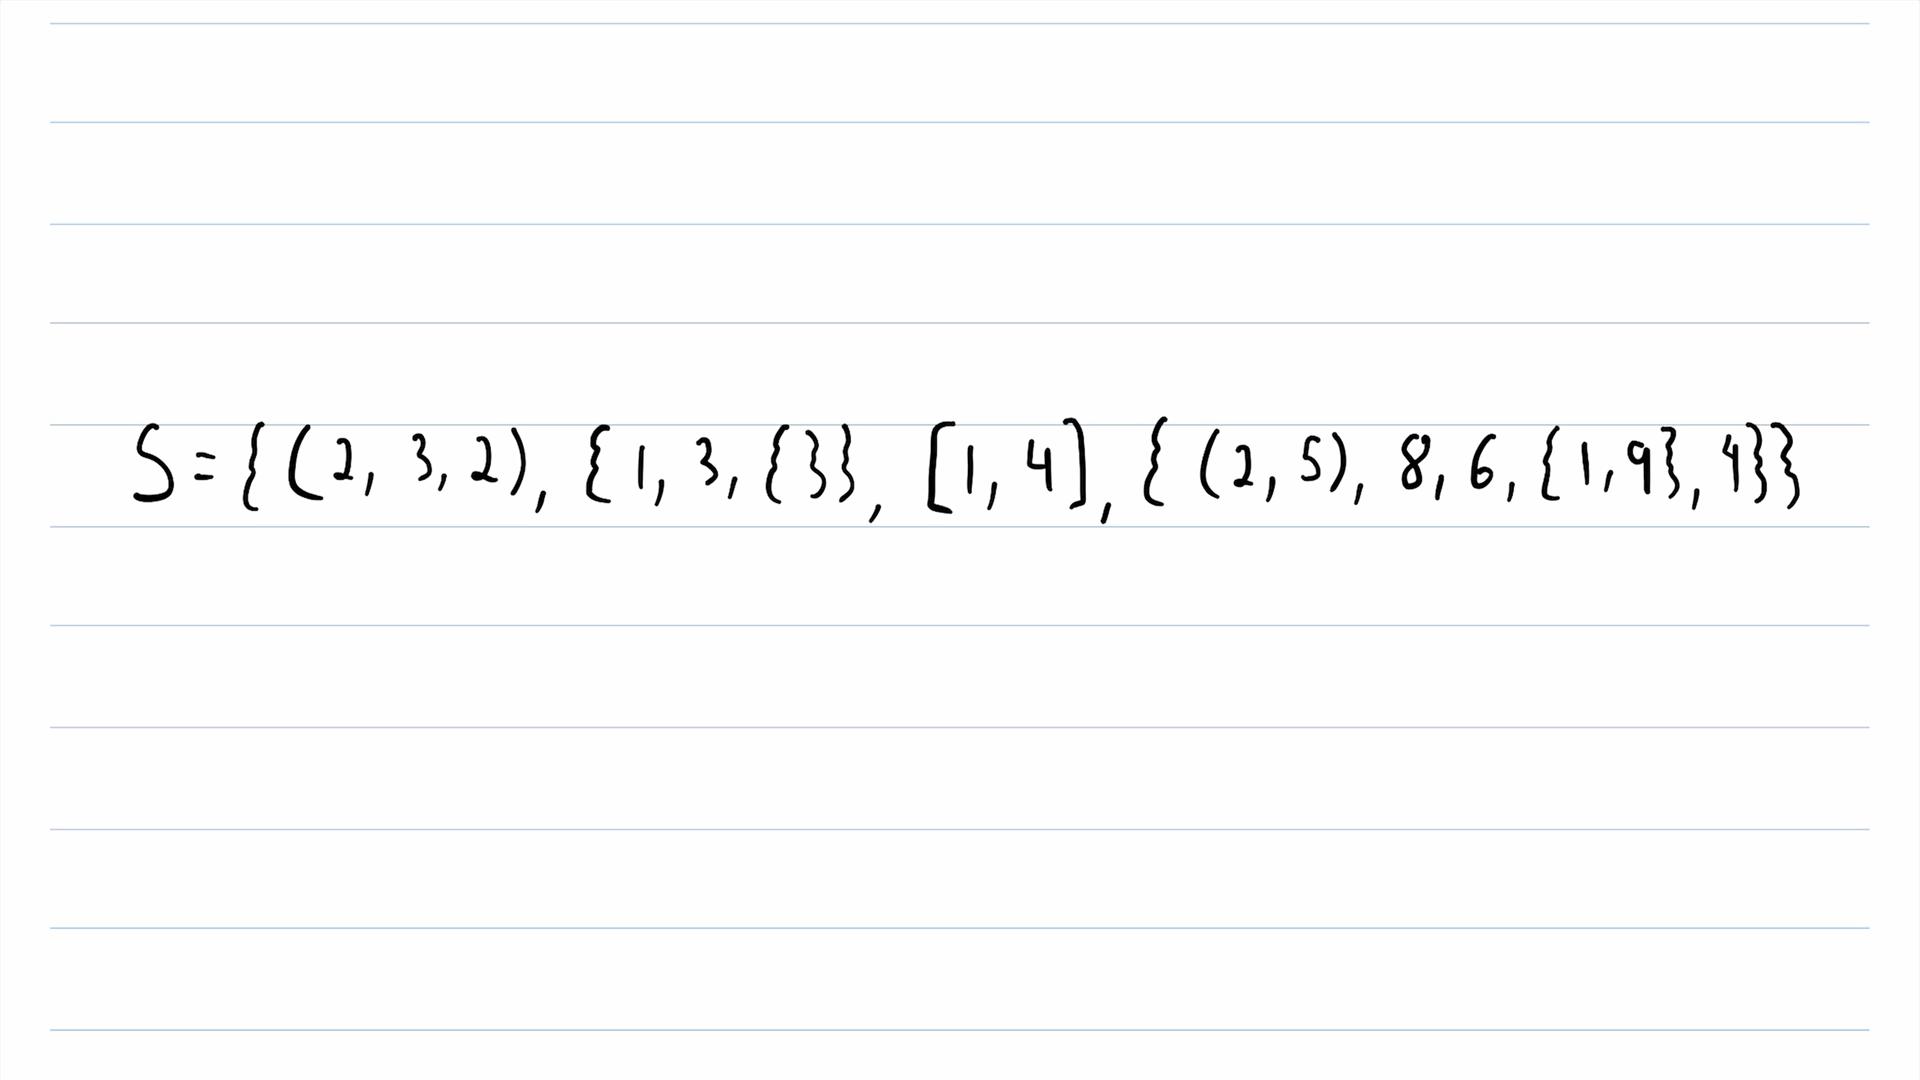 S = { (2, 3, 2), { 1, 3, { } }, [1, 4], { (2, 5), 8, 6, {1, 9}, 4}}